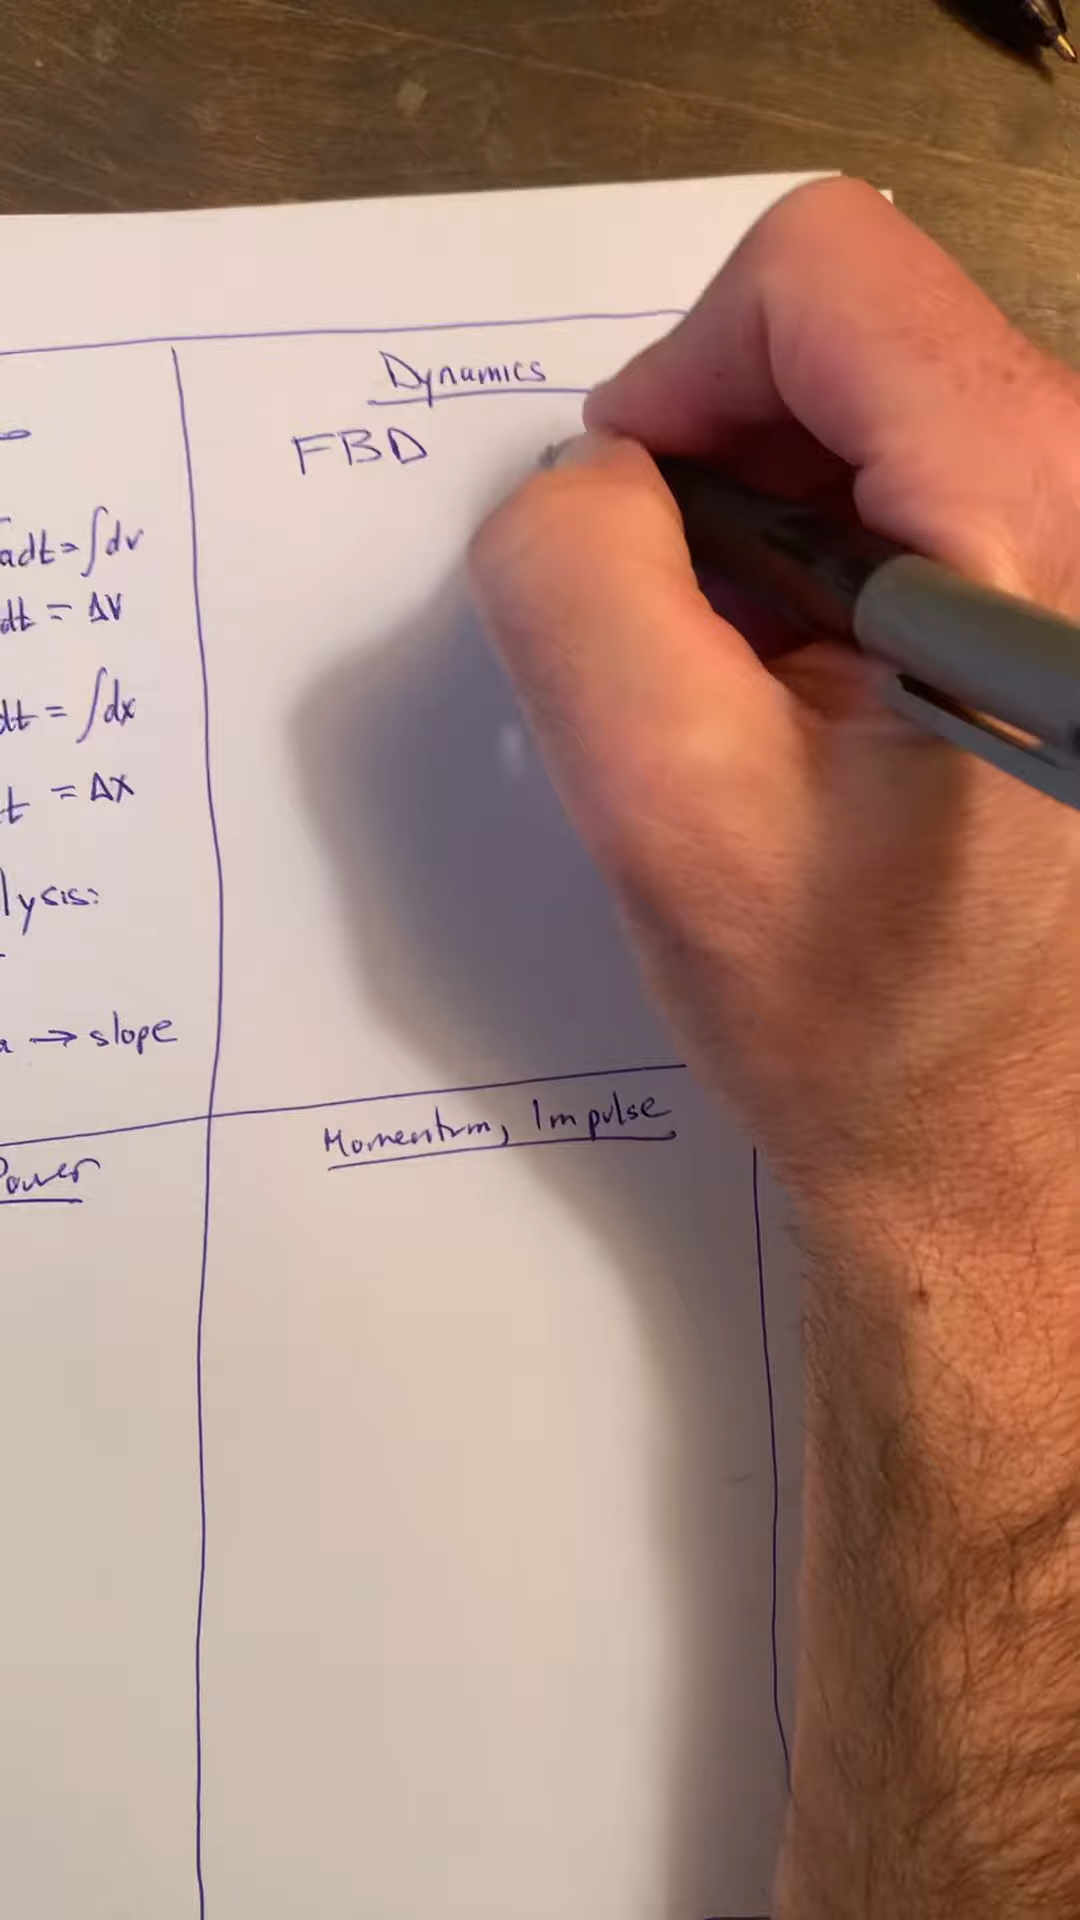 adt = ∫dv
dt = ΔV
dt = ∫dx
t = ΔX
lysis:
→ slope
Dynamics
FBD
Power
Momentum, Impulse